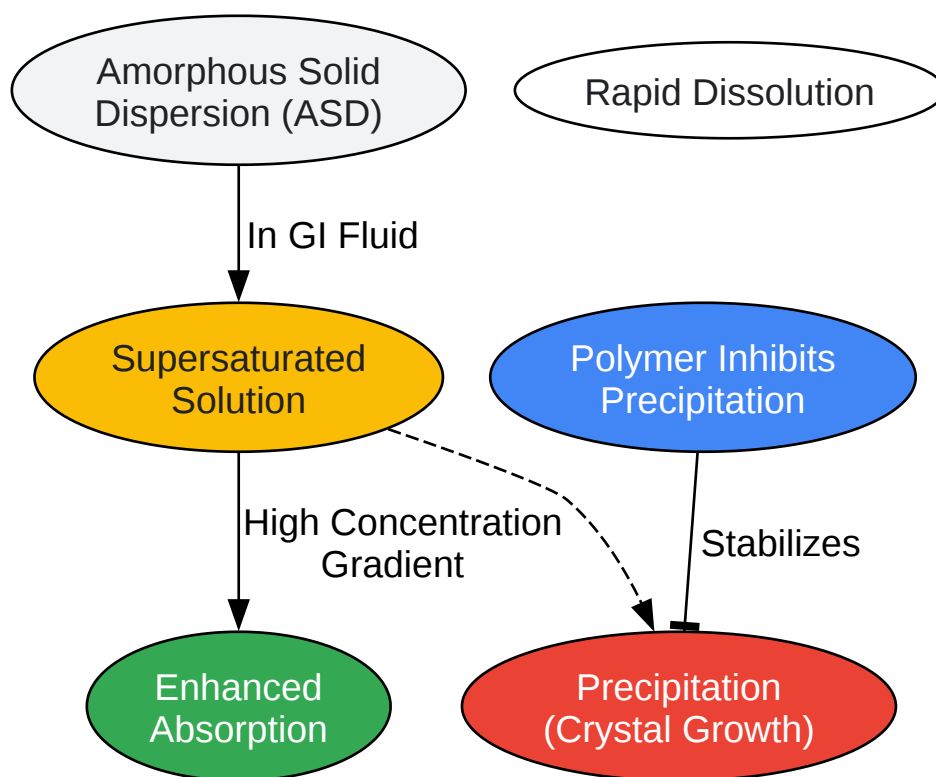 Amorphous Solid
Dispersion (ASD)
Rapid Dissolution
In GI Fluid
Supersaturated
Solution
Polymer Inhibits
Precipitation
High Concentration
Gradient
Stabilizes
Enhanced
Absorption
Precipitation
(Crystal Growth)